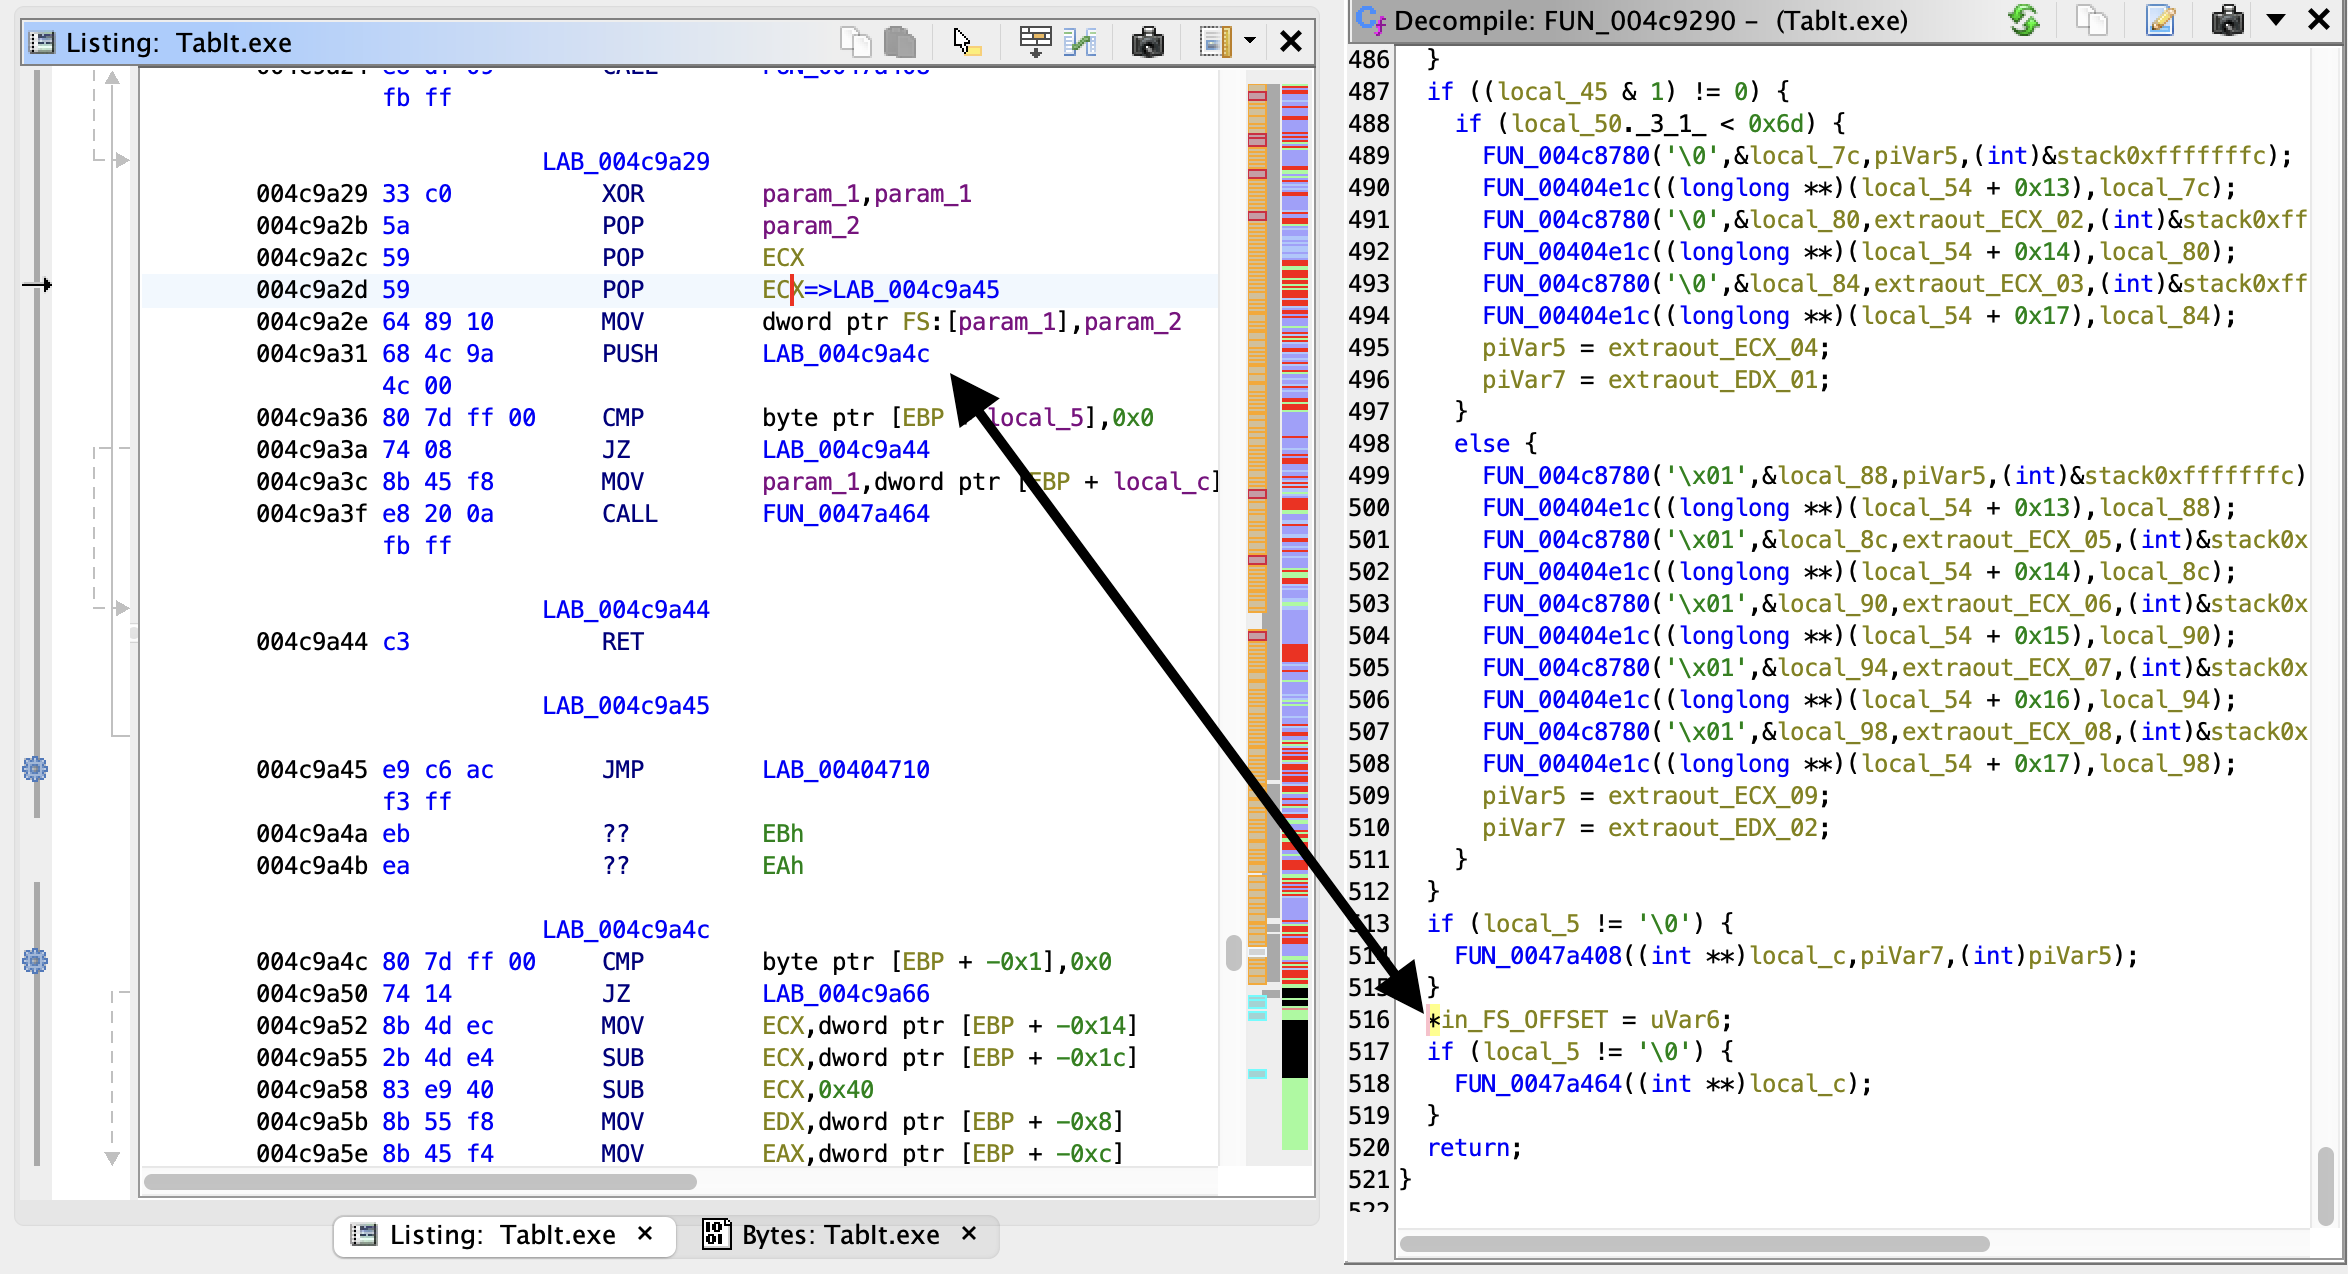 Listing: TabIt.exe
fb ff
LAB_004c9a29
004c9a29 33 c0 XOR param_1,param_1
004c9a2b 5a POP param_2
004c9a2c 59 POP ECX
004c9a2d 59 POP ECX=>LAB_004c9a45
004c9a2e 64 89 10 MOV dword ptr FS:[param_1],param_2
004c9a31 68 4c 9a PUSH LAB_004c9a4c
4c 00
004c9a36 80 7d ff 00 CMP byte ptr [EBP local_5],0x0
004c9a3a 74 08 JZ LAB_004c9a44
004c9a3c 8b 45 f8 MOV param_1,dword ptr [EBP + local_c]
004c9a3f e8 20 0a CALL FUN_0047a464
fb ff
LAB_004c9a44
004c9a44 c3 RET
LAB_004c9a45
004c9a45 e9 c6 ac JMP LAB_00404710
f3 ff
004c9a4a eb ?? EBh
004c9a4b ea ?? EAh
LAB_004c9a4c
004c9a4c 80 7d ff 00 CMP byte ptr [EBP + -0x1],0x0
004c9a50 74 14 JZ LAB_004c9a66
004c9a52 8b 4d ec MOV ECX,dword ptr [EBP + -0x14]
004c9a55 2b 4d e4 SUB ECX,dword ptr [EBP + -0x1c]
004c9a58 83 e9 40 SUB ECX,0x40
004c9a5b 8b 55 f8 MOV EDX,dword ptr [EBP + -0x8]
004c9a5e 8b 45 f4 MOV EAX,dword ptr [EBP + -0xc]
Listing: TabIt.exe ×
Bytes: TabIt.exe ×
Decompile: FUN_004c9290 - (TabIt.exe)
486 }
487 if ((local_45 & 1) != 0) {
488 if (local_50._3_1_ < 0x6d) {
489 FUN_004c8780('\0',&local_7c,piVar5,(int)&stack0xfffffffc);
490 FUN_00404e1c((longlong **)(local_54 + 0x13),local_7c);
491 FUN_004c8780('\0',&local_80,extraout_ECX_02,(int)&stack0xff
492 FUN_00404e1c((longlong **)(local_54 + 0x14),local_80);
493 FUN_004c8780('\0',&local_84,extraout_ECX_03,(int)&stack0xff
494 FUN_00404e1c((longlong **)(local_54 + 0x17),local_84);
495 piVar5 = extraout_ECX_04;
496 piVar7 = extraout_EDX_01;
497 }
498 else {
499 FUN_004c8780('\x01',&local_88,piVar5,(int)&stack0xfffffffc)
500 FUN_00404e1c((longlong **)(local_54 + 0x13),local_88);
501 FUN_004c8780('\x01',&local_8c,extraout_ECX_05,(int)&stack0x
502 FUN_00404e1c((longlong **)(local_54 + 0x14),local_8c);
503 FUN_004c8780('\x01',&local_90,extraout_ECX_06,(int)&stack0x
504 FUN_00404e1c((longlong **)(local_54 + 0x15),local_90);
505 FUN_004c8780('\x01',&local_94,extraout_ECX_07,(int)&stack0x
506 FUN_00404e1c((longlong **)(local_54 + 0x16),local_94);
507 FUN_004c8780('\x01',&local_98,extraout_ECX_08,(int)&stack0x
508 FUN_00404e1c((longlong **)(local_54 + 0x17),local_98);
509 piVar5 = extraout_ECX_09;
510 piVar7 = extraout_EDX_02;
511 }
512 }
513 if (local_5 != '\0') {
514 FUN_0047a408((int **)local_c,piVar7,(int)piVar5);
515 }
516 *in_FS_OFFSET = uVar6;
517 if (local_5 != '\0') {
518 FUN_0047a464((int **)local_c);
519 }
520 return;
521 }
522